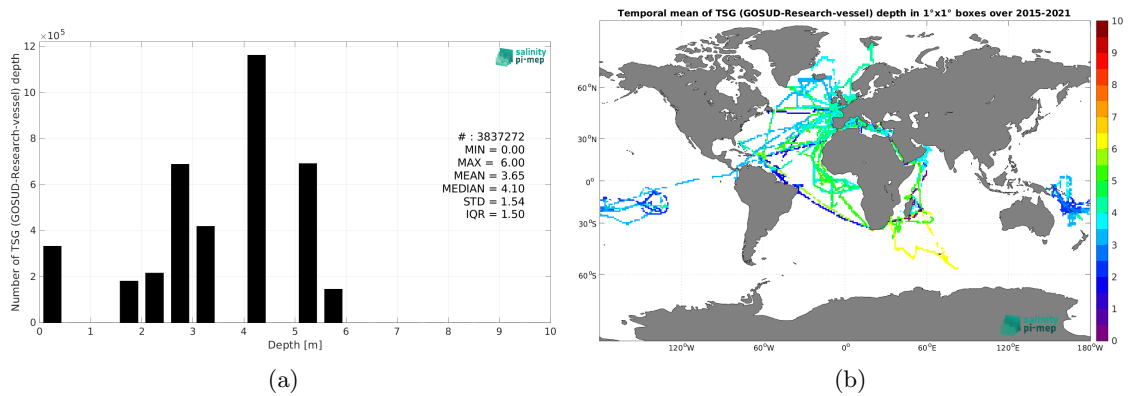 ×10⁵
12
10
8
6
4
2
0
0 1 2 3 4 5 6 7 8 9 10
Number of TSG (GOSUD-Research-vessel) depth
Depth [m]
salinity
pi-mep
# : 3837272
MIN = 0.00
MAX = 6.00
MEAN = 3.65
MEDIAN = 4.10
STD = 1.54
IQR = 1.50
(a)
Temporal mean of TSG (GOSUD-Research-vessel) depth in 1°x1° boxes over 2015-2021
60°N
30°N
0°
30°S
60°S
120°W 60°W 0° 60°E 120°E 180°W
salinity
pi-mep
10
9
8
7
6
5
4
3
2
1
0
(b)